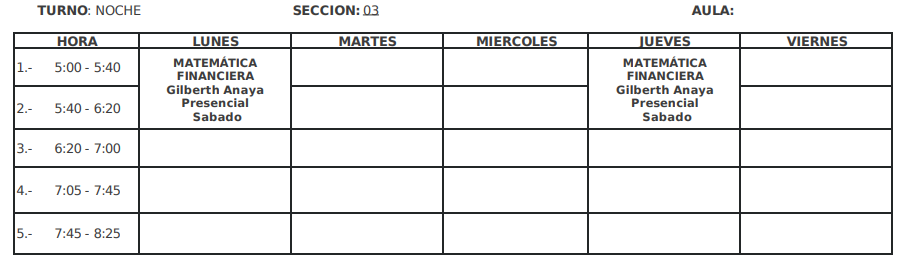 TURNO: NOCHE SECCION: 03 AULA:
HORA LUNES MARTES MIERCOLES JUEVES VIERNES
1.- 5:00 - 5:40
2.- 5:40 - 6:20
MATEMÁTICA
FINANCIERA
Gilberth Anaya
Presencial
Sabado
MATEMÁTICA
FINANCIERA
Gilberth Anaya
Presencial
Sabado
3.- 6:20 - 7:00
4.- 7:05 - 7:45
5.- 7:45 - 8:25